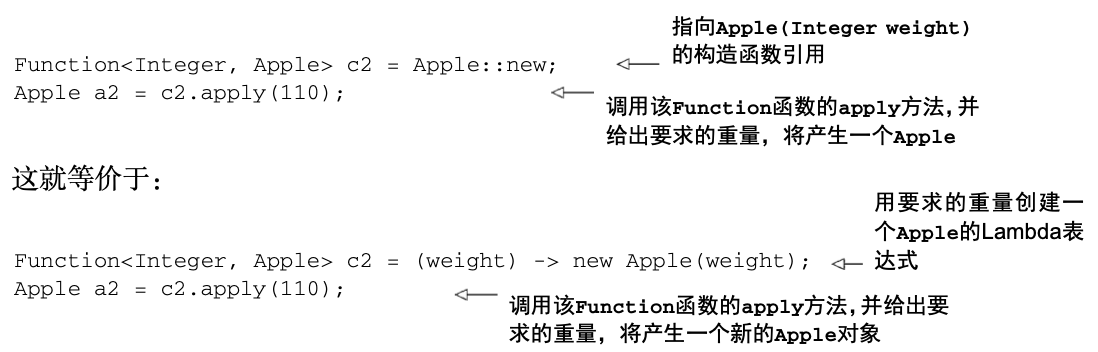 指向Apple(Integer weight)
的构造函数引用
Function<Integer, Apple> c2 = Apple::new;
Apple a2 = c2.apply(110);
调用该Function函数的apply方法,并
给出要求的重量，将产生一个Apple
这就等价于：
用要求的重量创建一
个Apple的Lambda表
达式
Function<Integer, Apple> c2 = (weight) -> new Apple(weight);
Apple a2 = c2.apply(110);
调用该Function函数的apply方法,并给出要
求的重量，将产生一个新的Apple对象